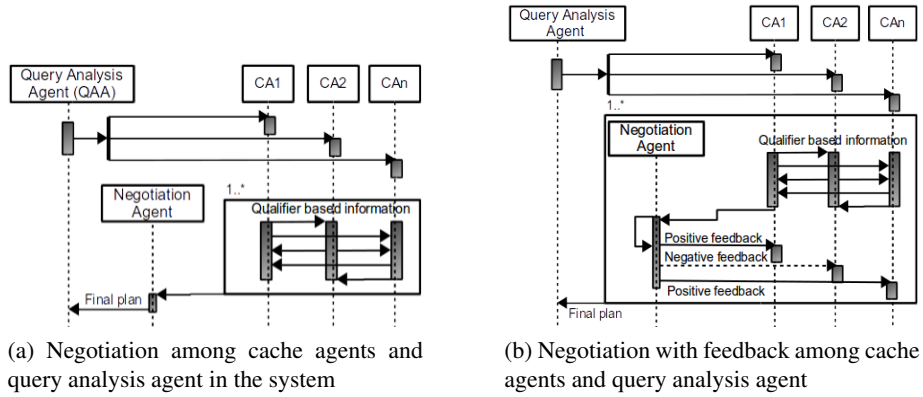 Query Analysis
Agent (QAA)
CA1
CA2
CAn
Negotiation
Agent
1..*
Qualifier based information
Final plan
(a) Negotiation among cache agents and
query analysis agent in the system
Query Analysis
Agent
CA1
CA2
CAn
1..*
Negotiation
Agent
Qualifier based information
Positive feedback
Negative feedback
Positive feedback
Final plan
(b) Negotiation with feedback among cache
agents and query analysis agent